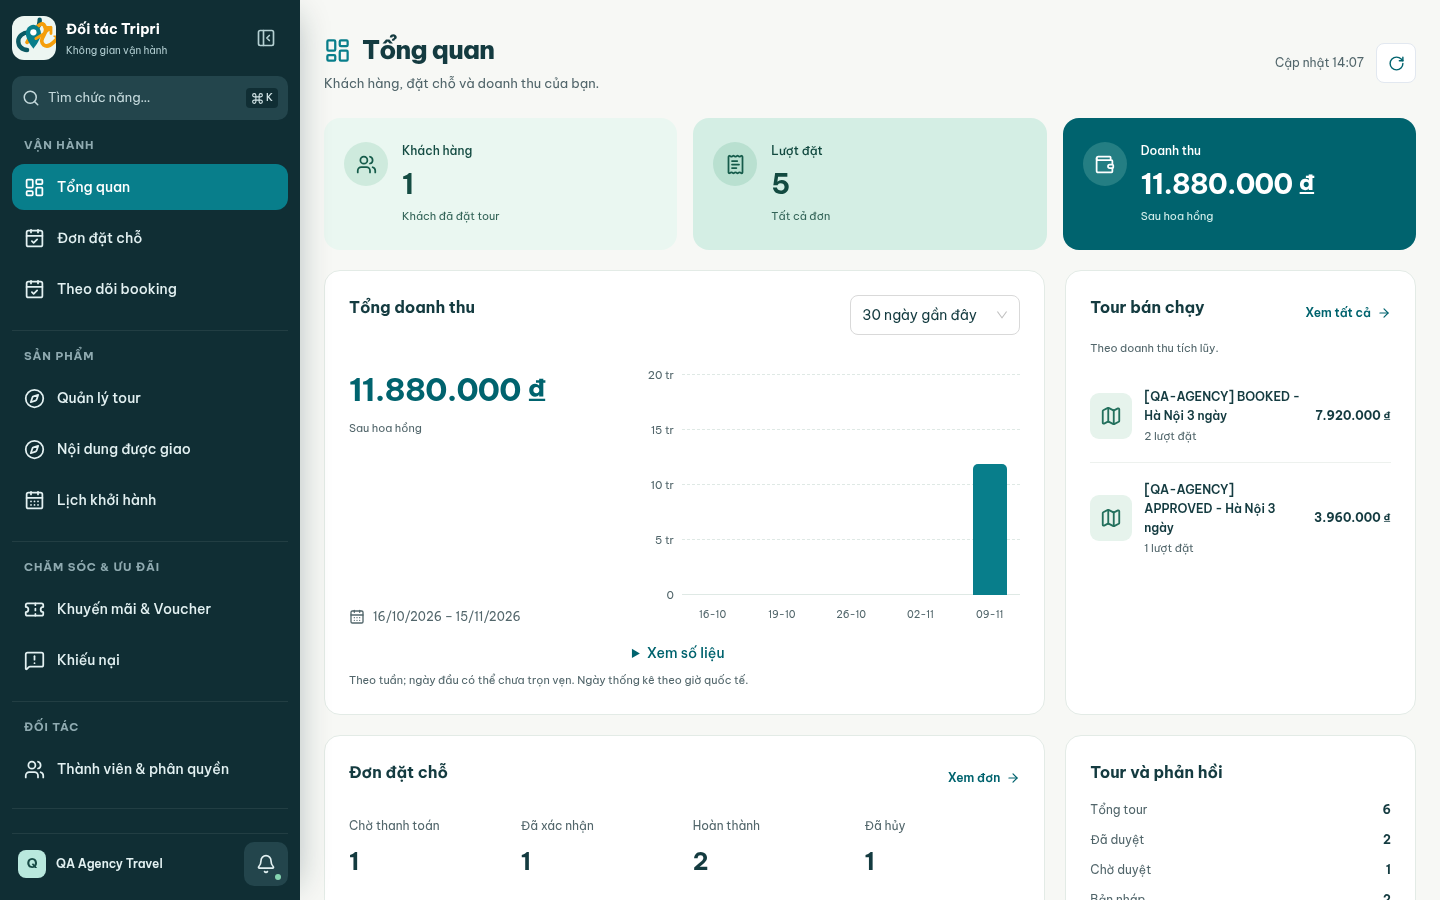 Đối tác Tripri
Không gian vận hành
Tìm chức năng...
⌘ K
VẬN HÀNH
Tổng quan
Đơn đặt chỗ
Theo dõi booking
SẢN PHẨM
Quản lý tour
Nội dung được giao
Lịch khởi hành
CHĂM SÓC & ƯU ĐÃI
Khuyến mãi & Voucher
Khiếu nại
ĐỐI TÁC
Thành viên & phân quyền
Q
QA Agency Travel
Tổng quan
Khách hàng, đặt chỗ và doanh thu của bạn.
Cập nhật 14:07
Khách hàng
1
Khách đã đặt tour
Lượt đặt
5
Tất cả đơn
Doanh thu
11.880.000 ₫
Sau hoa hồng
Tổng doanh thu
30 ngày gần đây
11.880.000 ₫
Sau hoa hồng
16/10/2026 – 15/11/2026
20 tr
15 tr
10 tr
5 tr
0
16-10
19-10
26-10
02-11
09-11
Xem số liệu
Theo tuần; ngày đầu có thể chưa trọn vẹn. Ngày thống kê theo giờ quốc tế.
Tour bán chạy
Xem tất cả
Theo doanh thu tích lũy.
[QA-AGENCY] BOOKED -
Hà Nội 3 ngày
2 lượt đặt
7.920.000 ₫
[QA-AGENCY]
APPROVED - Hà Nội 3
ngày
1 lượt đặt
3.960.000 ₫
Đơn đặt chỗ
Xem đơn
Chờ thanh toán
1
Đã xác nhận
1
Hoàn thành
2
Đã hủy
1
Tour và phản hồi
Tổng tour
6
Đã duyệt
2
Chờ duyệt
1
Bản nháp
2